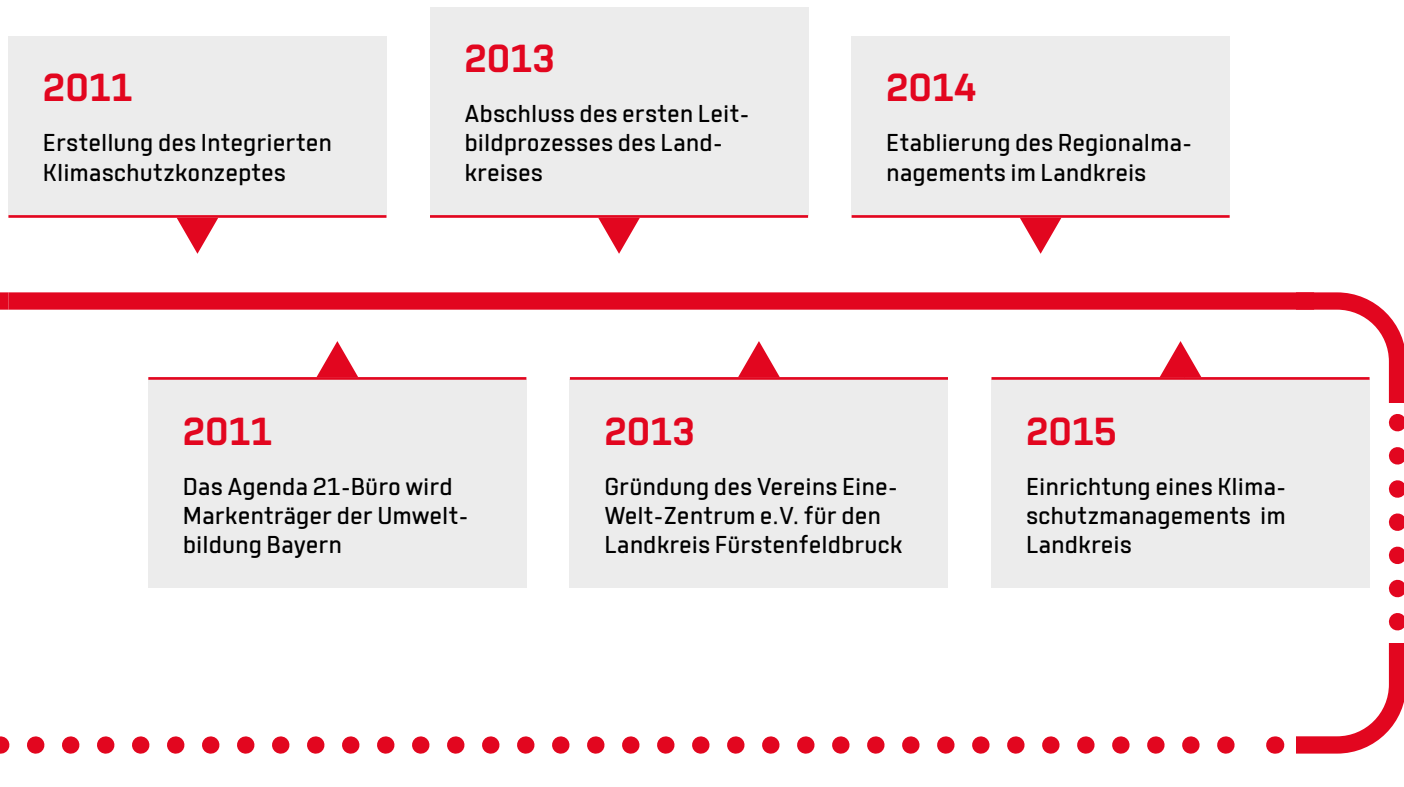 2011
Erstellung des Integrierten
Klimaschutzkonzeptes
2013
Abschluss des ersten Leit-
bildprozesses des Land-
kreises
2014
Etablierung des Regionalma-
nagements im Landkreis
2011
Das Agenda 21-Büro wird
Markenträger der Umwelt-
bildung Bayern
2013
Gründung des Vereins Eine-
Welt-Zentrum e.V. für den
Landkreis Fürstenfeldbruck
2015
Einrichtung eines Klima-
schutzmanagements im
Landkreis